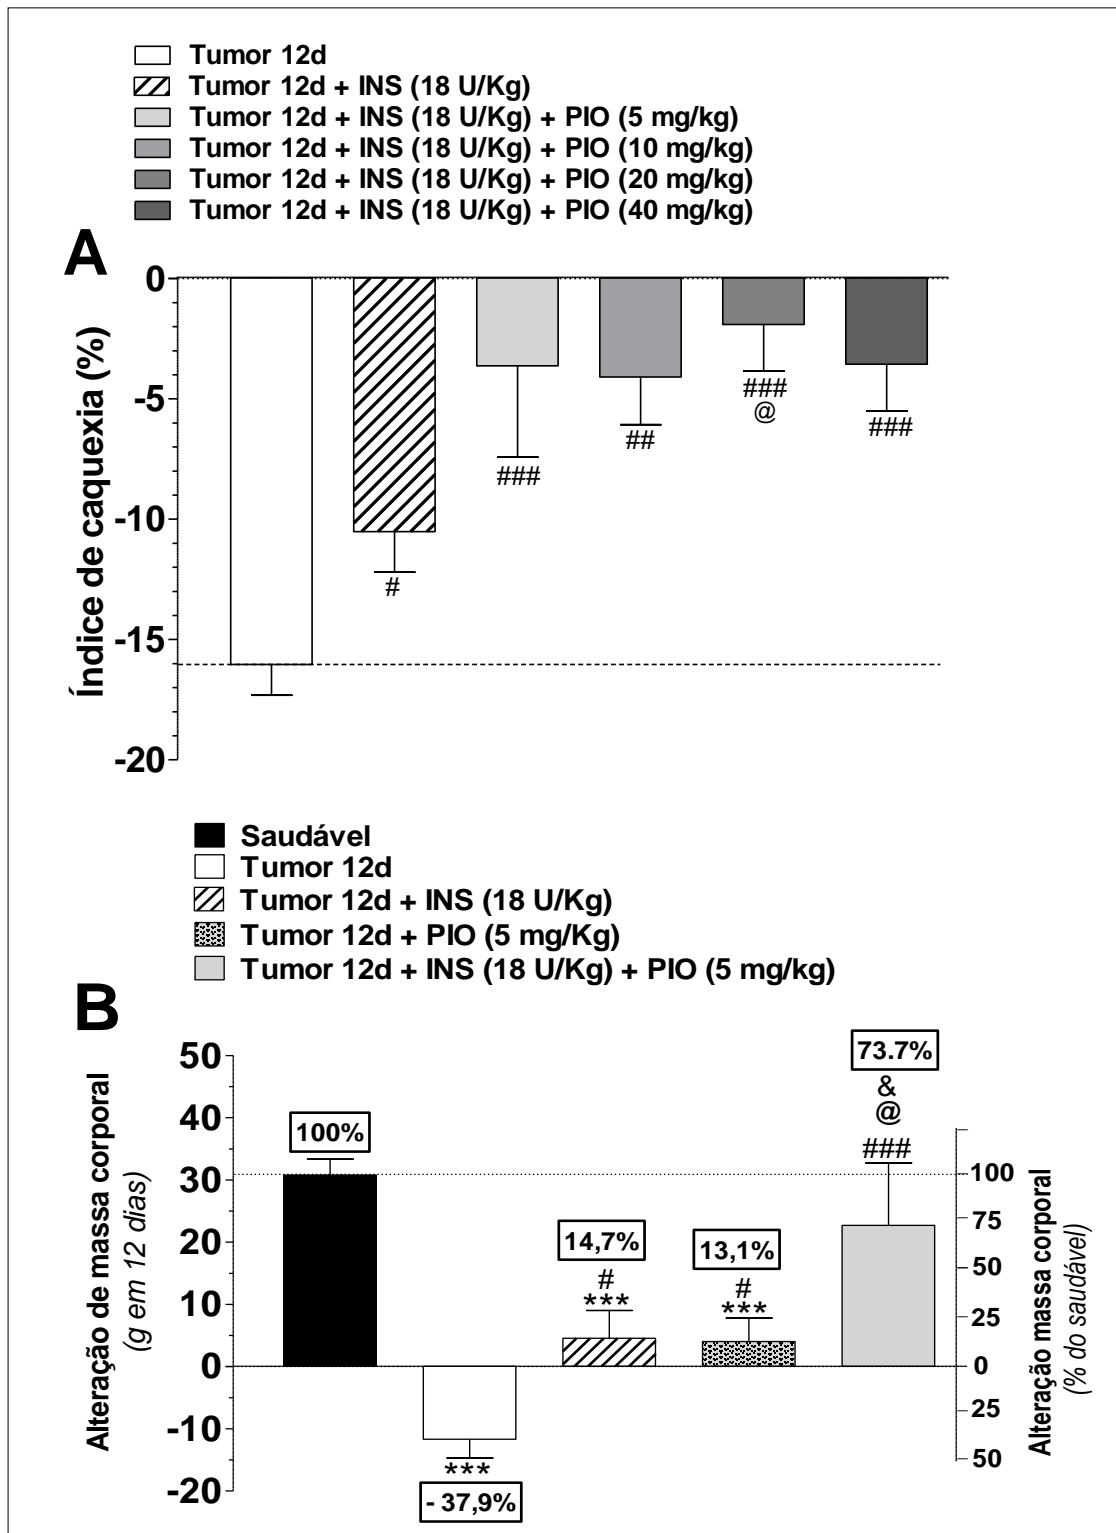 Tumor 12d
Tumor 12d + INS (18 U/Kg)
Tumor 12d + INS (18 U/Kg) + PIO (5 mg/kg)
Tumor 12d + INS (18 U/Kg) + PIO (10 mg/kg)
Tumor 12d + INS (18 U/Kg) + PIO (20 mg/kg)
Tumor 12d + INS (18 U/Kg) + PIO (40 mg/kg)
A
Índice de caquexia (%)
0
-5
-10
-15
-20
#
###
##
###
@
###
Saudável
Tumor 12d
Tumor 12d + INS (18 U/Kg)
Tumor 12d + PIO (5 mg/Kg)
Tumor 12d + INS (18 U/Kg) + PIO (5 mg/kg)
B
Alteração de massa corporal
(g em 12 dias)
50
40
30
20
10
0
-10
-20
100%
***
- 37,9%
14,7%
#
***
13,1%
#
***
73.7%
&
@
###
100
75
50
25
0
25
50
Alteração massa corporal
(% do saudável)